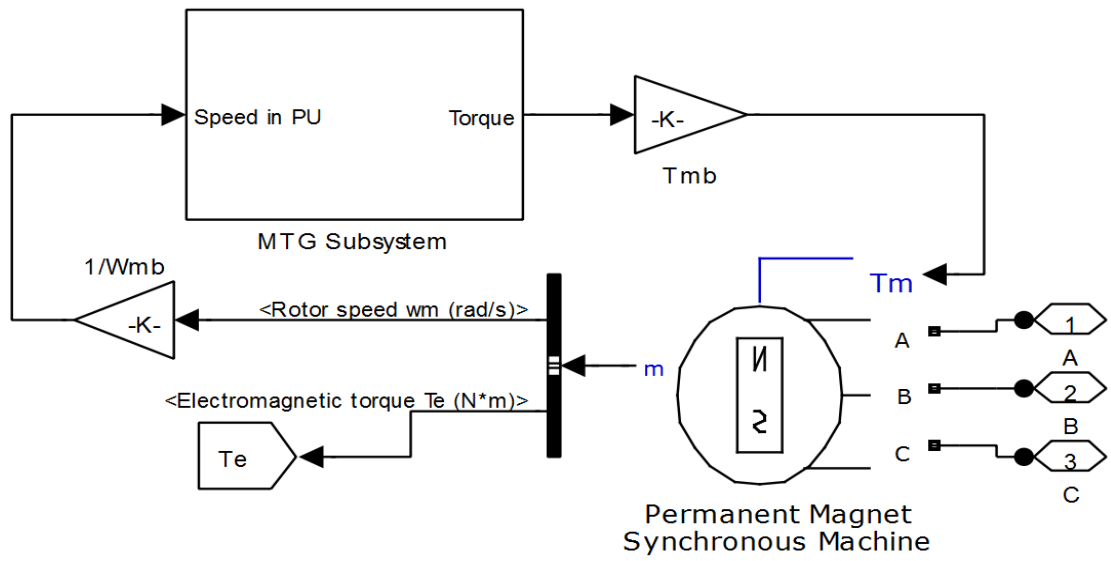 Speed in PU
Torque
-K-
Tmb
MTG Subsystem
1/Wmb
-K-
<Rotor speed wm (rad/s)>
<Electromagnetic torque Te (N*m)>
Te
m
Tm
N
S
A
B
C
1
A
2
B
3
C
Permanent Magnet
Synchronous Machine